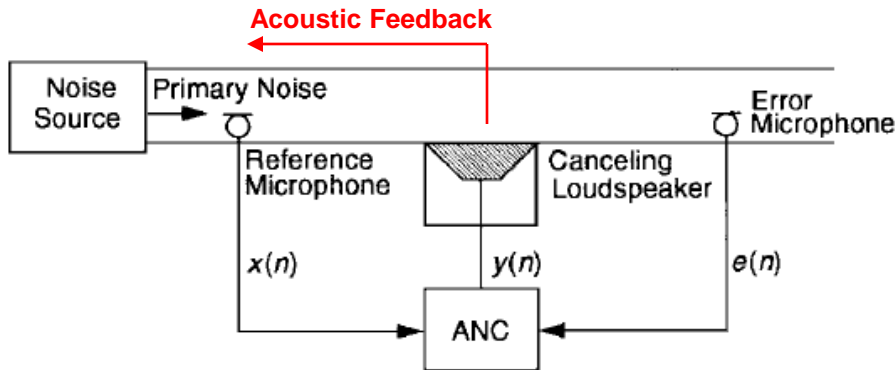 Acoustic Feedback
Noise
Source
Primary Noise
Error
Microphone
Reference
Microphone
Canceling
Loudspeaker
x(n)
y(n)
e(n)
ANC